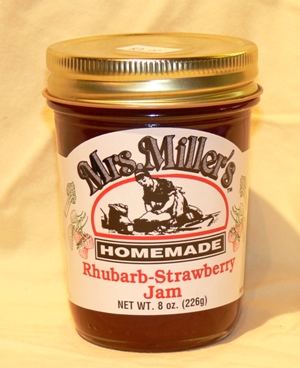 Mrs. Miller's
HOMEMADE
Rhubarb-Strawberry
Jam
NET WT. 8 oz. (226g)